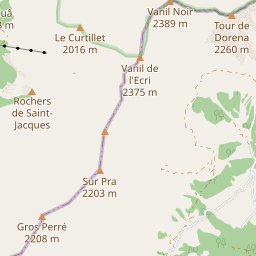 Vanil Noir
2389 m
Tour de
Dorena
2260 m
Le Curtillet
2016 m
Vanil de
l'Ecri
2375 m
Rochers
de Saint-
Jacques
Sur Pra
2203 m
Gros Perré
2208 m